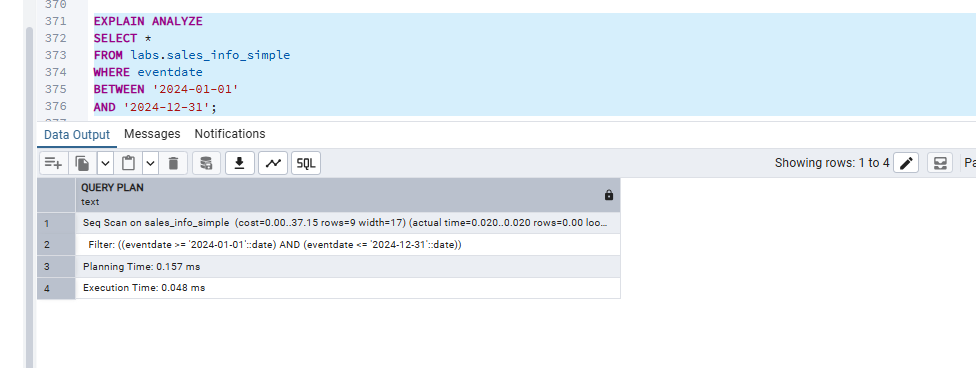 370
371 EXPLAIN ANALYZE
372 SELECT *
373 FROM labs.sales_info_simple
374 WHERE eventdate
375 BETWEEN '2024-01-01'
376 AND '2024-12-31';
Data Output Messages Notifications
SQL Showing rows: 1 to 4 Pa
QUERY PLAN
text
1 Seq Scan on sales_info_simple (cost=0.00..37.15 rows=9 width=17) (actual time=0.020..0.020 rows=0.00 loo...
2 Filter: ((eventdate >= '2024-01-01'::date) AND (eventdate <= '2024-12-31'::date))
3 Planning Time: 0.157 ms
4 Execution Time: 0.048 ms